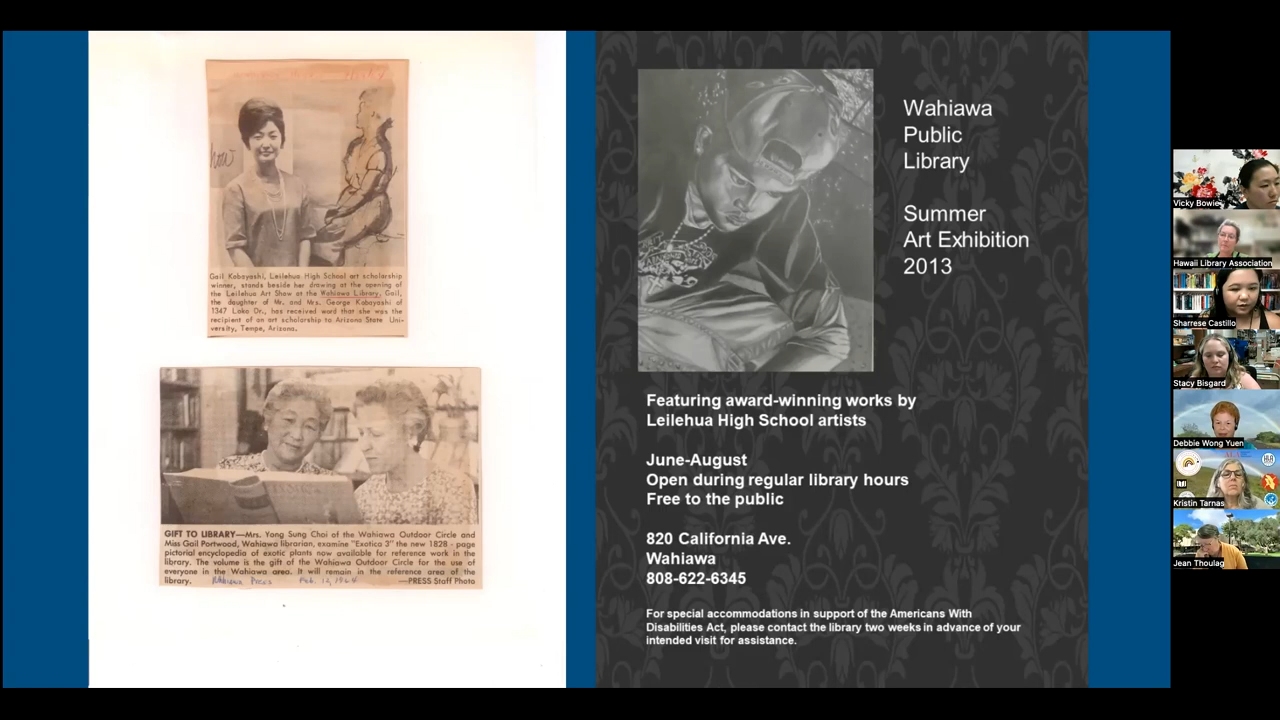 how
Gail Kobayashi, Leilehua High School art scholarship
winner, stands beside her drawing at the opening of
the Leilehua Art Show at the Wahiawa Library. Gail,
the daughter of Mr. and Mrs. George Kobayashi of
1347 Loko Dr., has received word that she was the
recipient of an art scholarship to Arizona State Uni-
versity, Tempe, Arizona.
GIFT TO LIBRARY—Mrs. Yong Sung Choi of the Wahiawa Outdoor Circle and
Miss Gail Portwood, Wahiawa librarian, examine "Exotica 3" the new 1828 - page
pictorial encyclopedia of exotic plants now available for reference work in the
library. The volume is the gift of the Wahiawa Outdoor Circle for the use of
everyone in the Wahiawa area. It will remain in the reference area of the
library. Wahiawa Press Feb. 12, 1964 —PRESS Staff Photo
Wahiawa
Public
Library
Summer
Art Exhibition
2013
Featuring award-winning works by
Leilehua High School artists
June-August
Open during regular library hours
Free to the public
820 California Ave.
Wahiawa
808-622-6345
For special accommodations in support of the Americans With
Disabilities Act, please contact the library two weeks in advance of your
intended visit for assistance.
Vicky Bowie
Hawaii Library Association
Sharrese Castillo
Stacy Bisgard
Debbie Wong Yuen
Kristin Tarnas
Jean Thoulag